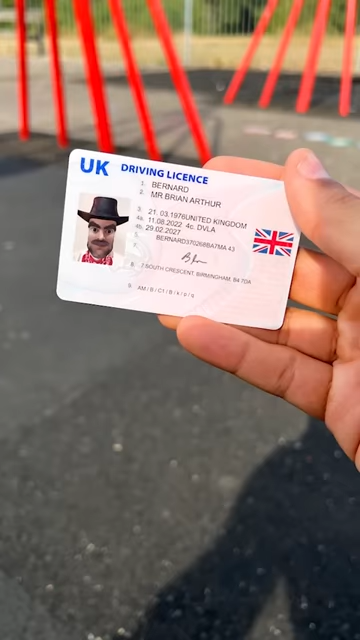 UK DRIVING LICENCE
1. BERNARD
2. MR BRIAN ARTHUR
3. 21. 03.1976UNITED KINGDOM
4a. 11.08.2022 4c. DVLA
4b. 29.02.2027
5. BERNARD370268BA7MA 43
7.
8. 7 SOUTH CRESCENT, BIRMINGHAM, B4 7DA
9. AM / B / C1 / B / k / p / q